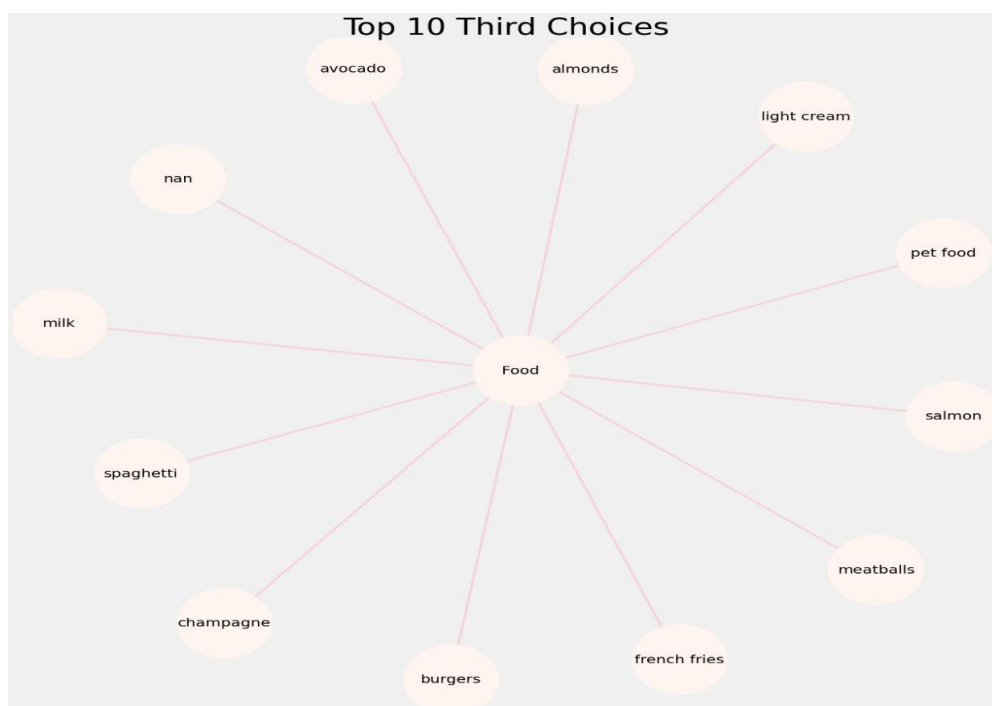 Top 10 Third Choices
avocado
almonds
light cream
nan
pet food
milk
Food
salmon
spaghetti
meatballs
champagne
french fries
burgers